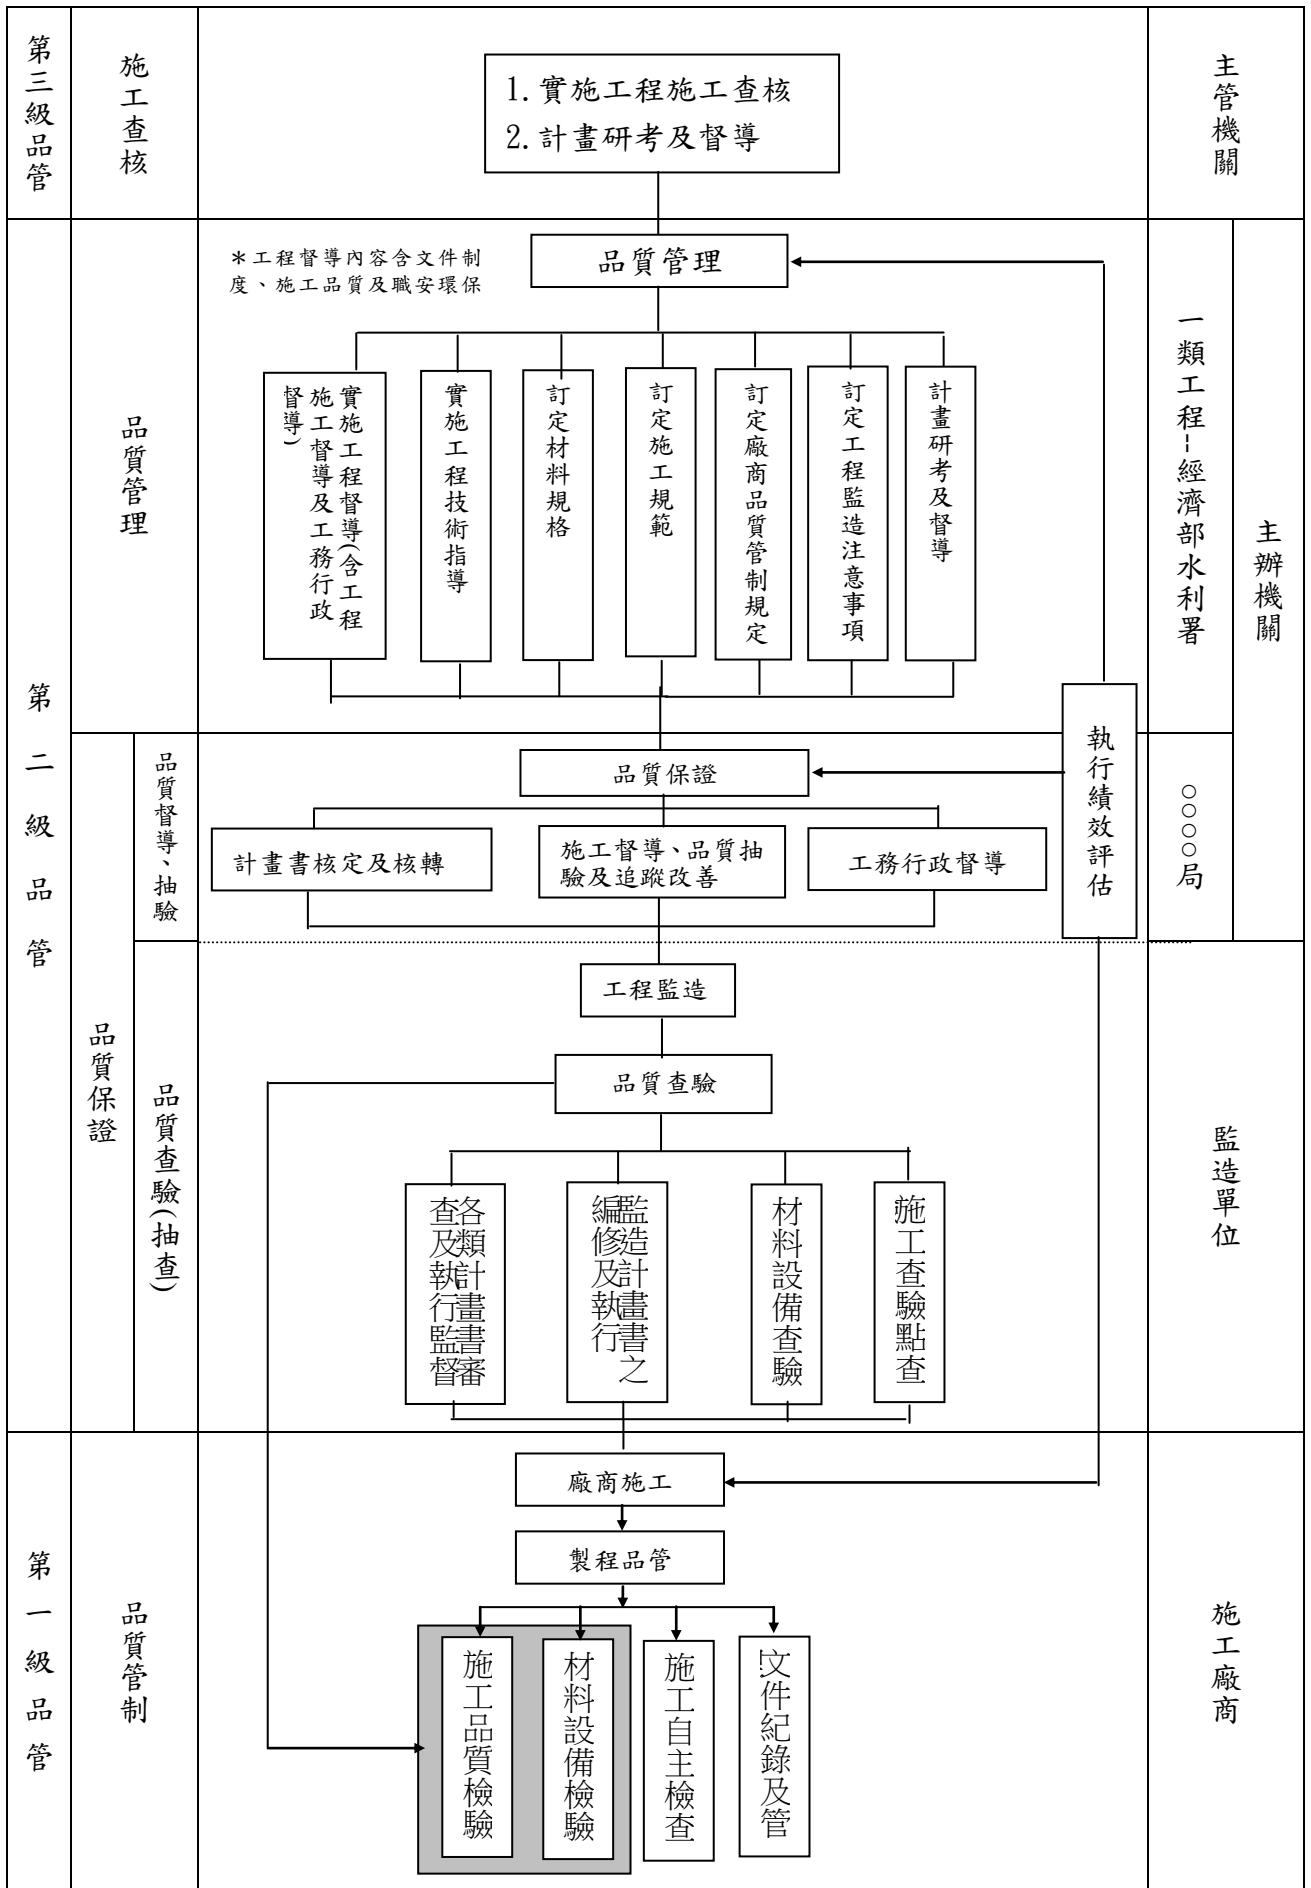 第三級品管
施工查核
1.實施工程施工查核
2.計畫研考及督導
主管機關
第二級品管
品質管理
＊工程督導內容含文件制
度、施工品質及職安環保
品質管理
實施工程督導(含工程
施工督導及工務行政
督導)
實施工程技術指導
訂定材料規格
訂定施工規範
訂定廠商品質管制規定
訂定工程監造注意事項
計畫研考及督導
一類工程--經濟部水利署
主辦機關
執行績效評估
品質保證
品質督導、抽驗
品質保證
計畫書核定及核轉
施工督導、品質抽
驗及追蹤改善
工務行政督導
○○○○局
品質查驗(抽查)
工程監造
品質查驗
各類計畫書審
查及執行監督
監造計畫書之
編修及執行
材料設備查驗
施工查驗點查
監造單位
第一級品管
品質管制
廠商施工
製程品管
施工品質檢驗
材料設備檢驗
施工自主檢查
文件紀錄及管
施工廠商